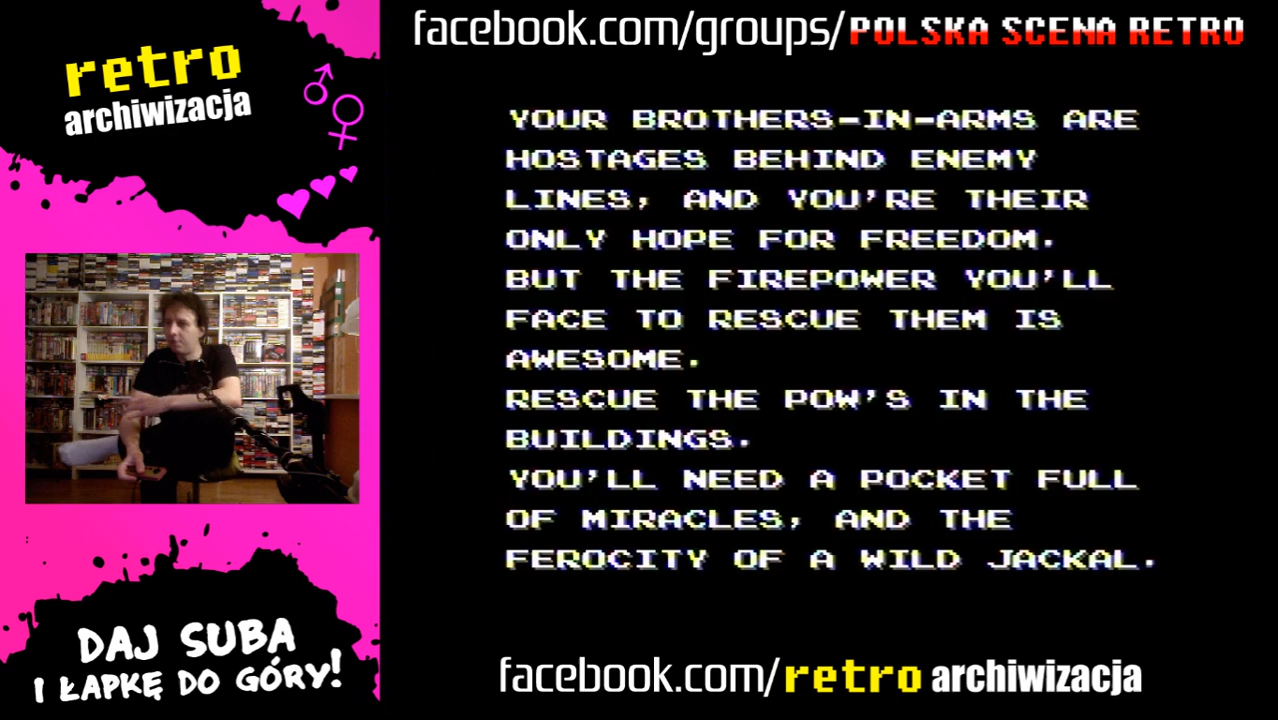 retro
archiwizacja
DAJ SUBA
I ŁAPKĘ DO GÓRY!
facebook.com/groups/POLSKA SCENA RETRO
YOUR BROTHERS-IN-ARMS ARE
HOSTAGES BEHIND ENEMY
LINES, AND YOU'RE THEIR
ONLY HOPE FOR FREEDOM.
BUT THE FIREPOWER YOU'LL
FACE TO RESCUE THEM IS
AWESOME.
RESCUE THE POW'S IN THE
BUILDINGS.
YOU'LL NEED A POCKET FULL
OF MIRACLES, AND THE
FEROCITY OF A WILD JACKAL.
facebook.com/retro archiwizacja